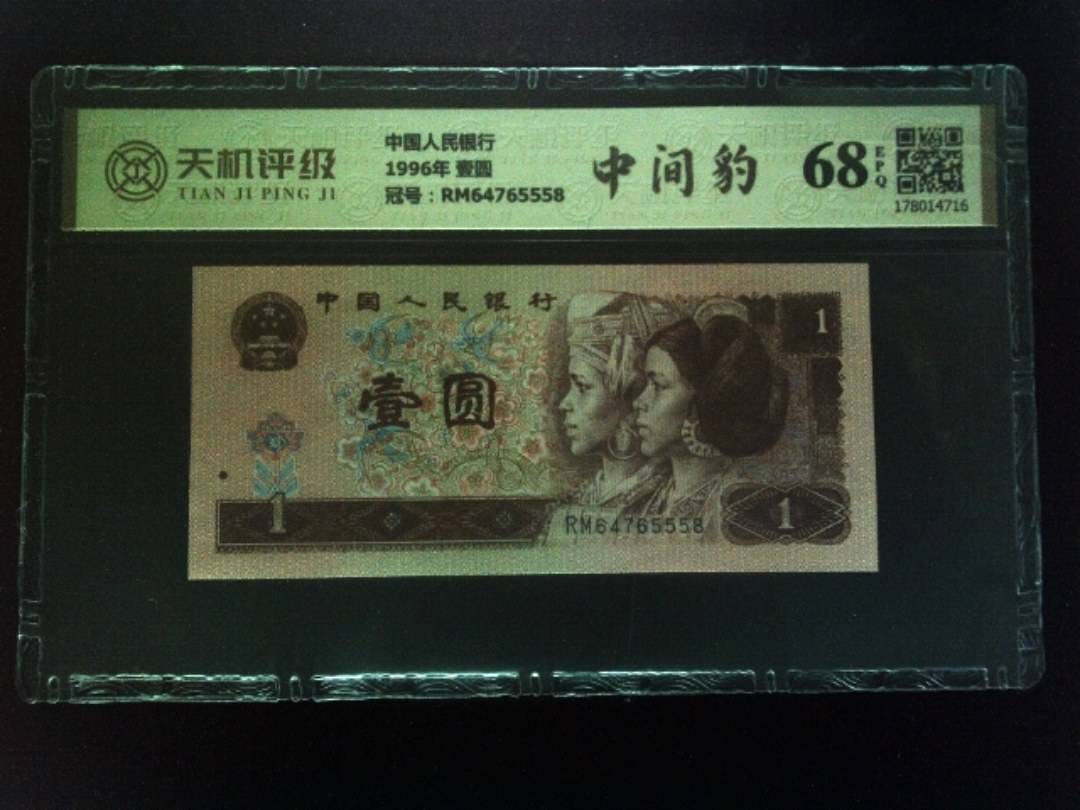 天机评级
TIAN JI PING JI
中国人民银行
1996年 壹圆
冠号：RM64765558
中间豹
68
EPQ
178014716
中国人民银行
1
壹圆
1
RM64765558
1